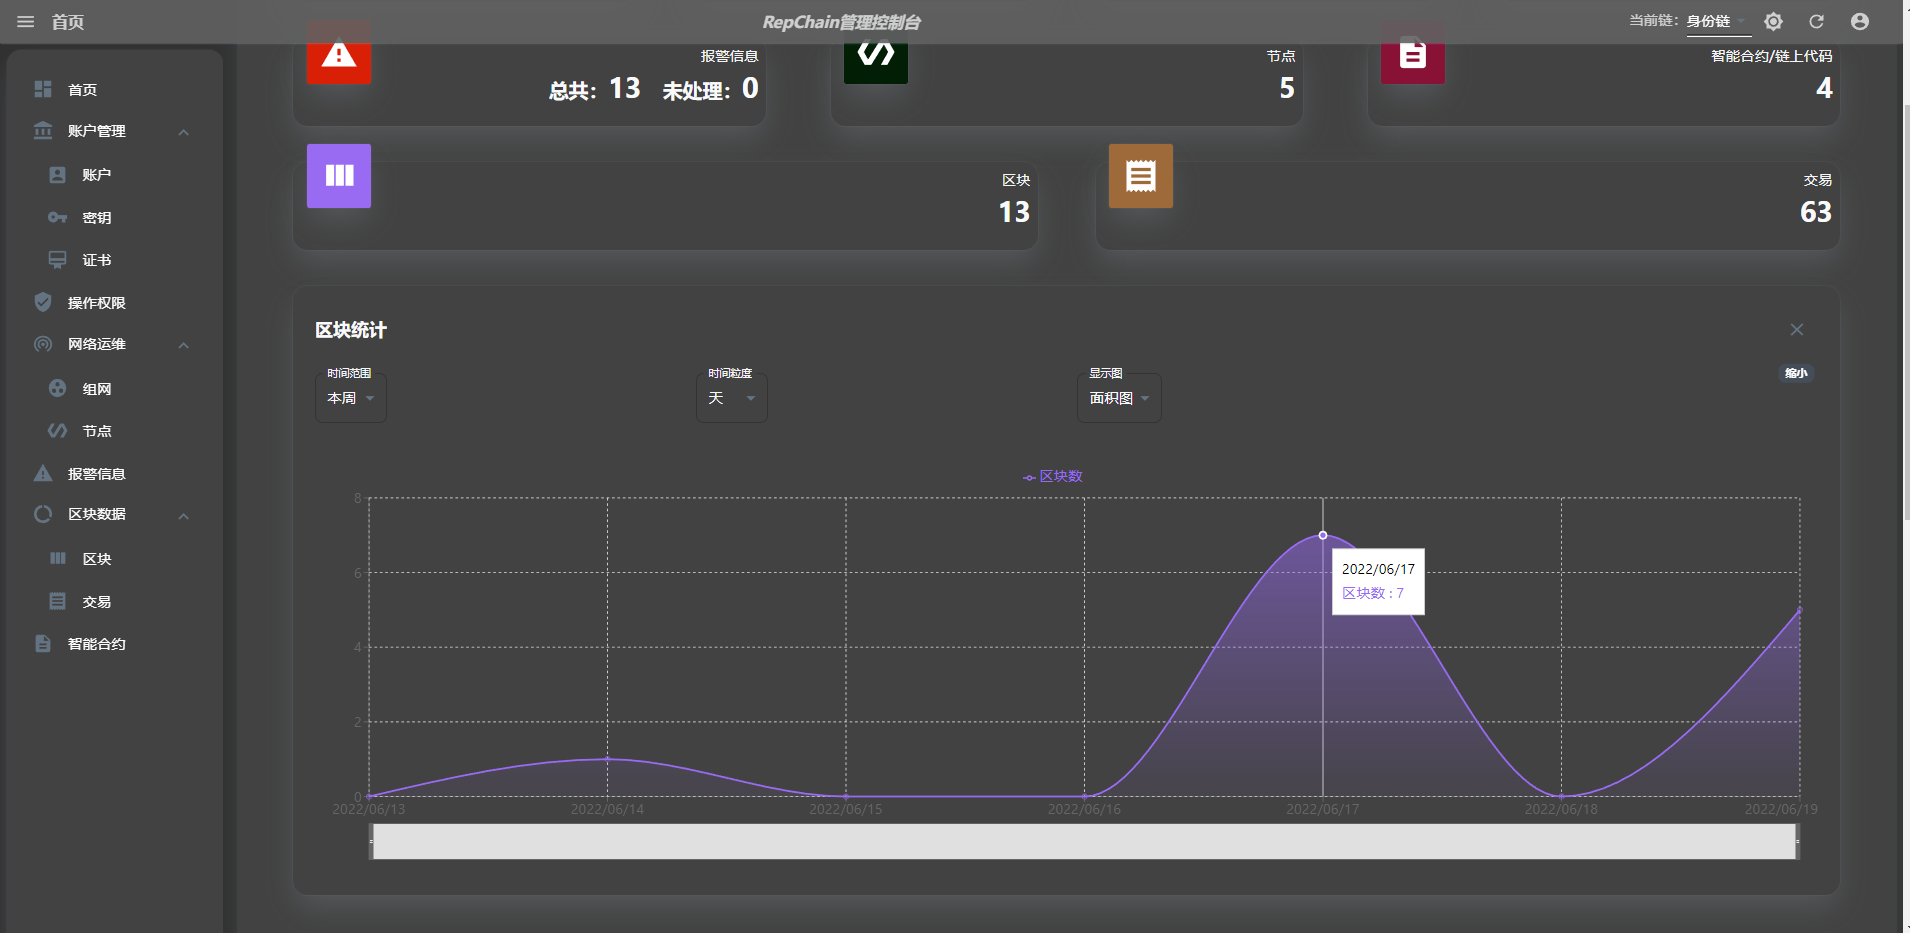 首页
RepChain管理控制台
当前链: 身份链
首页
账户管理
账户
密钥
证书
操作权限
网络运维
组网
节点
报警信息
区块数据
区块
交易
智能合约
报警信息
总共: 13 未处理: 0
节点
5
智能合约/链上代码
4
区块
13
交易
63
区块统计
时间范围
本周
时间粒度
天
显示图
面积图
缩小
区块数
8
6
4
2
0
2022/06/17
区块数 : 7
2022/06/13 2022/06/14 2022/06/15 2022/06/16 2022/06/17 2022/06/18 2022/06/19